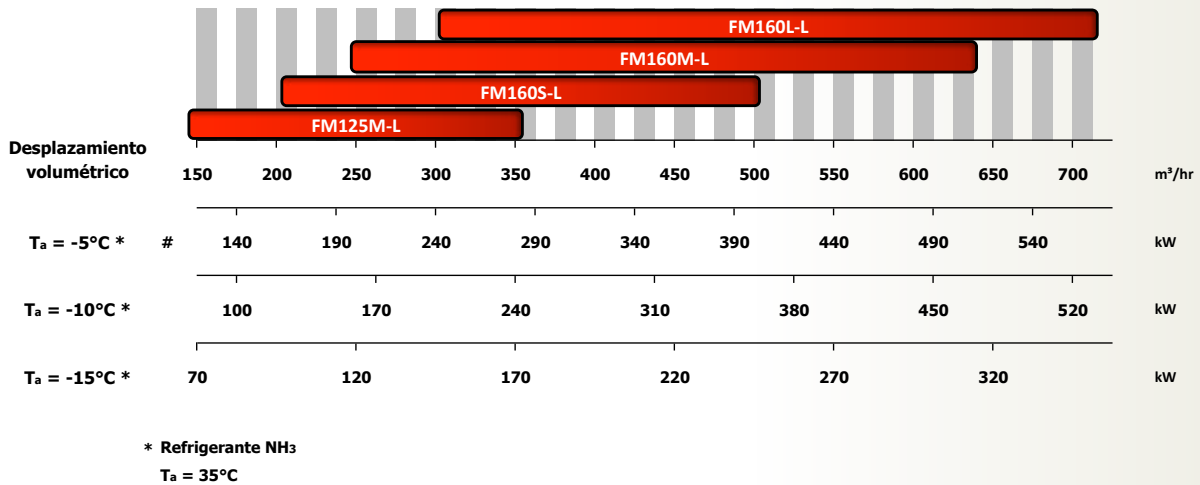 FM160L-L
FM160M-L
FM160S-L
FM125M-L
Desplazamiento
volumétrico
150 200 250 300 350 400 450 500 550 600 650 700 m³/hr
Ta = -5°C * # 140 190 240 290 340 390 440 490 540 kW
Ta = -10°C * 100 170 240 310 380 450 520 kW
Ta = -15°C * 70 120 170 220 270 320 kW
* Refrigerante NH3
Ta = 35°C